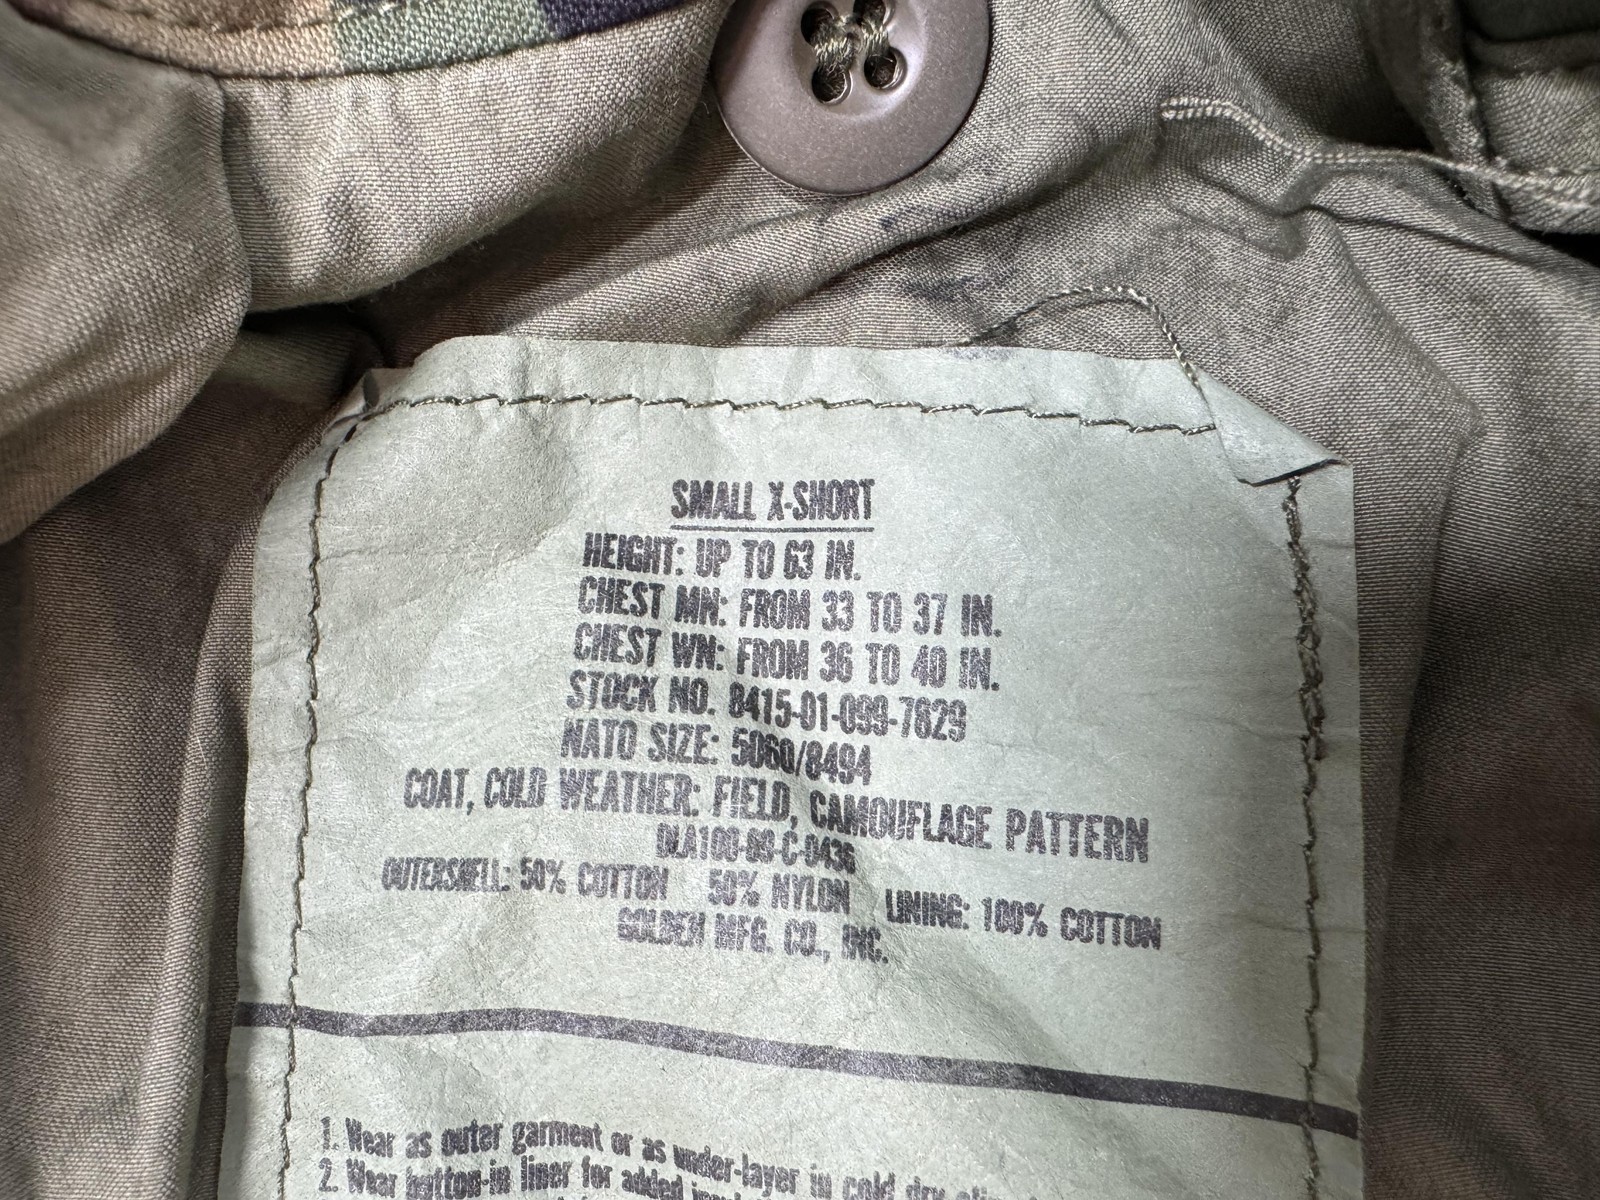 SMALL X-SHORT
HEIGHT: UP TO 63 IN.
CHEST MN: FROM 33 TO 37 IN.
CHEST WN: FROM 36 TO 40 IN.
STOCK NO. 8415-01-099-7829
NATO SIZE: 5060/8494
COAT, COLD WEATHER: FIELD, CAMOUFLAGE PATTERN
OUTERSHELL: 50% COTTON 50% NYLON LINING: 100% COTTON
GOLDEN MFG. CO., INC.
1. Wear as outer garment or as under-layer in cold dry
2. Wear button-in liner for added